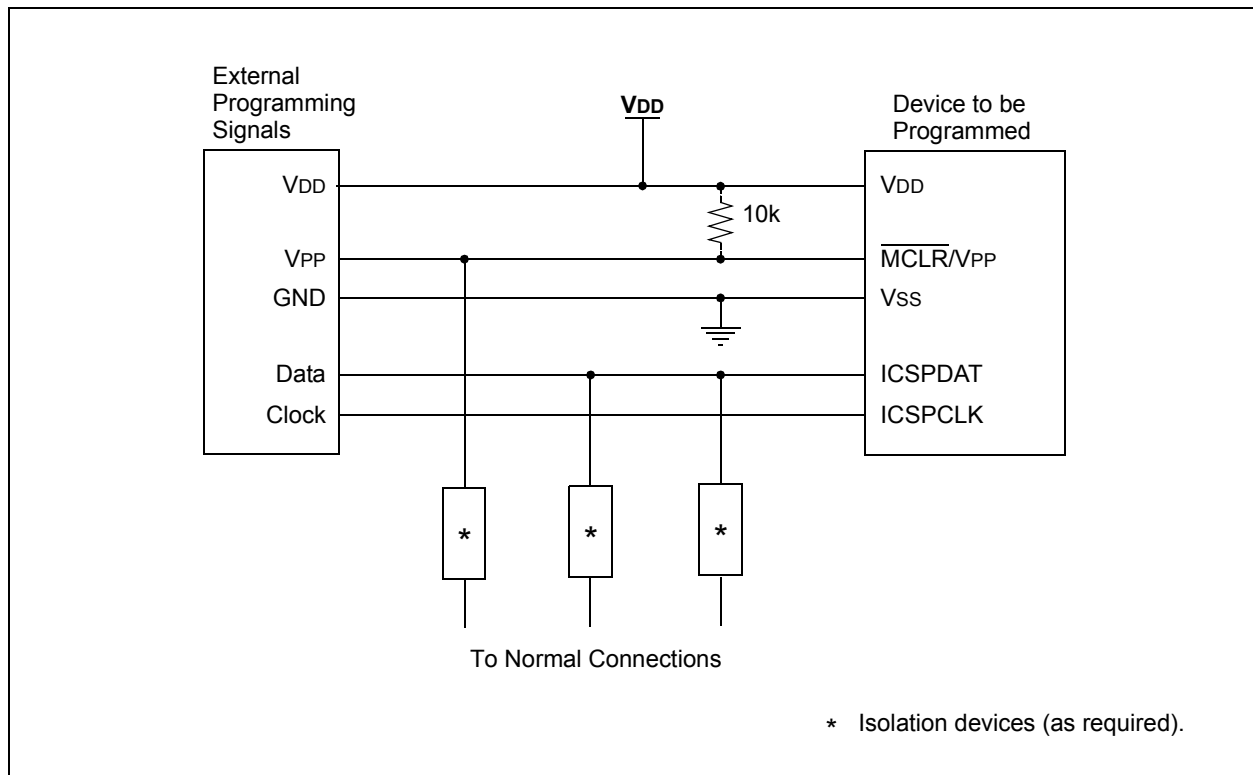 External
Programming
Signals
VDD
Device to be
Programmed
VDD
VDD
10k
VPP
MCLR/VPP
GND
VSS
Data
ICSPDAT
Clock
ICSPCLK
*
*
*
To Normal Connections
* Isolation devices (as required).